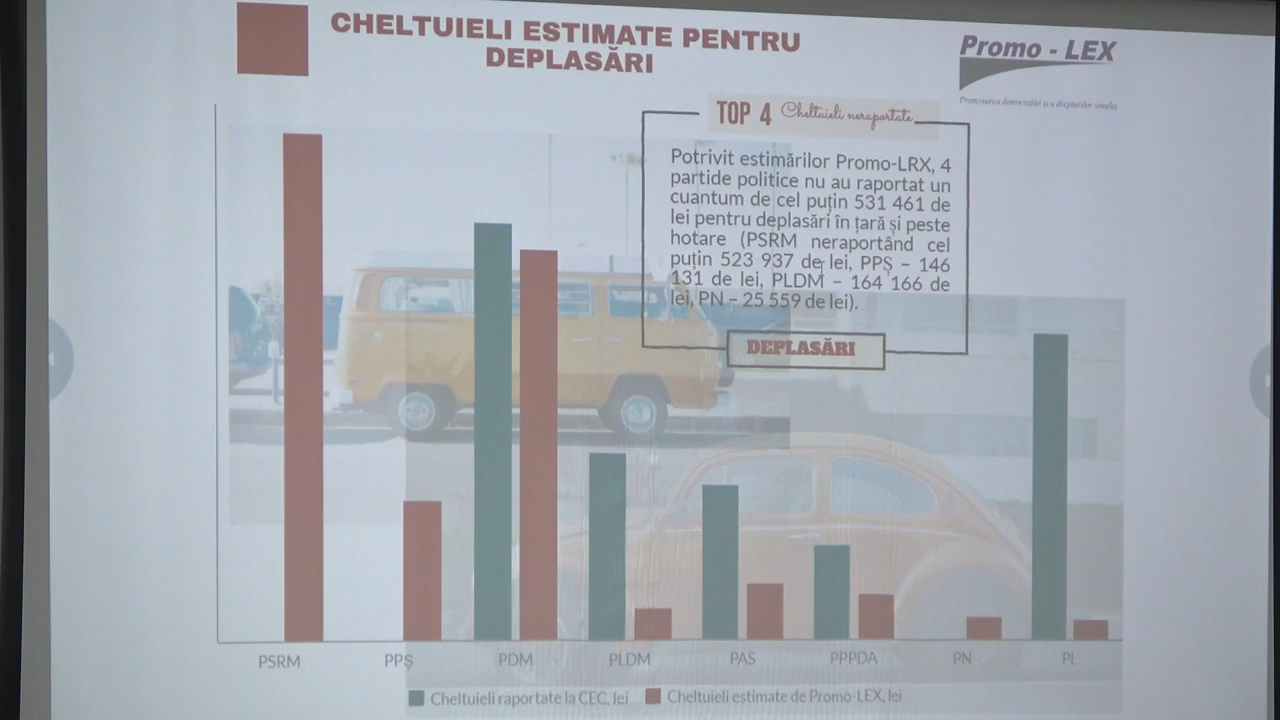 CHELTUIELI ESTIMATE PENTRU
DEPLASĂRI
Promo - LEX
Promovarea democrației și a drepturilor omului
TOP 4 Cheltuieli neraportate
Potrivit estimărilor Promo-LRX, 4
partide politice nu au raportat un
cuantum de cel puțin 531 461 de
lei pentru deplasări în țară și peste
hotare (PSRM neraportând cel
puțin 523 937 de lei, PPȘ – 146
131 de lei, PLDM – 164 166 de
lei, PN – 25 559 de lei).
DEPLASĂRI
PSRM PPȘ PDM PLDM PAS PPPDA PN PL
Cheltuieli raportate la CEC, lei Cheltuieli estimate de Promo-LEX, lei